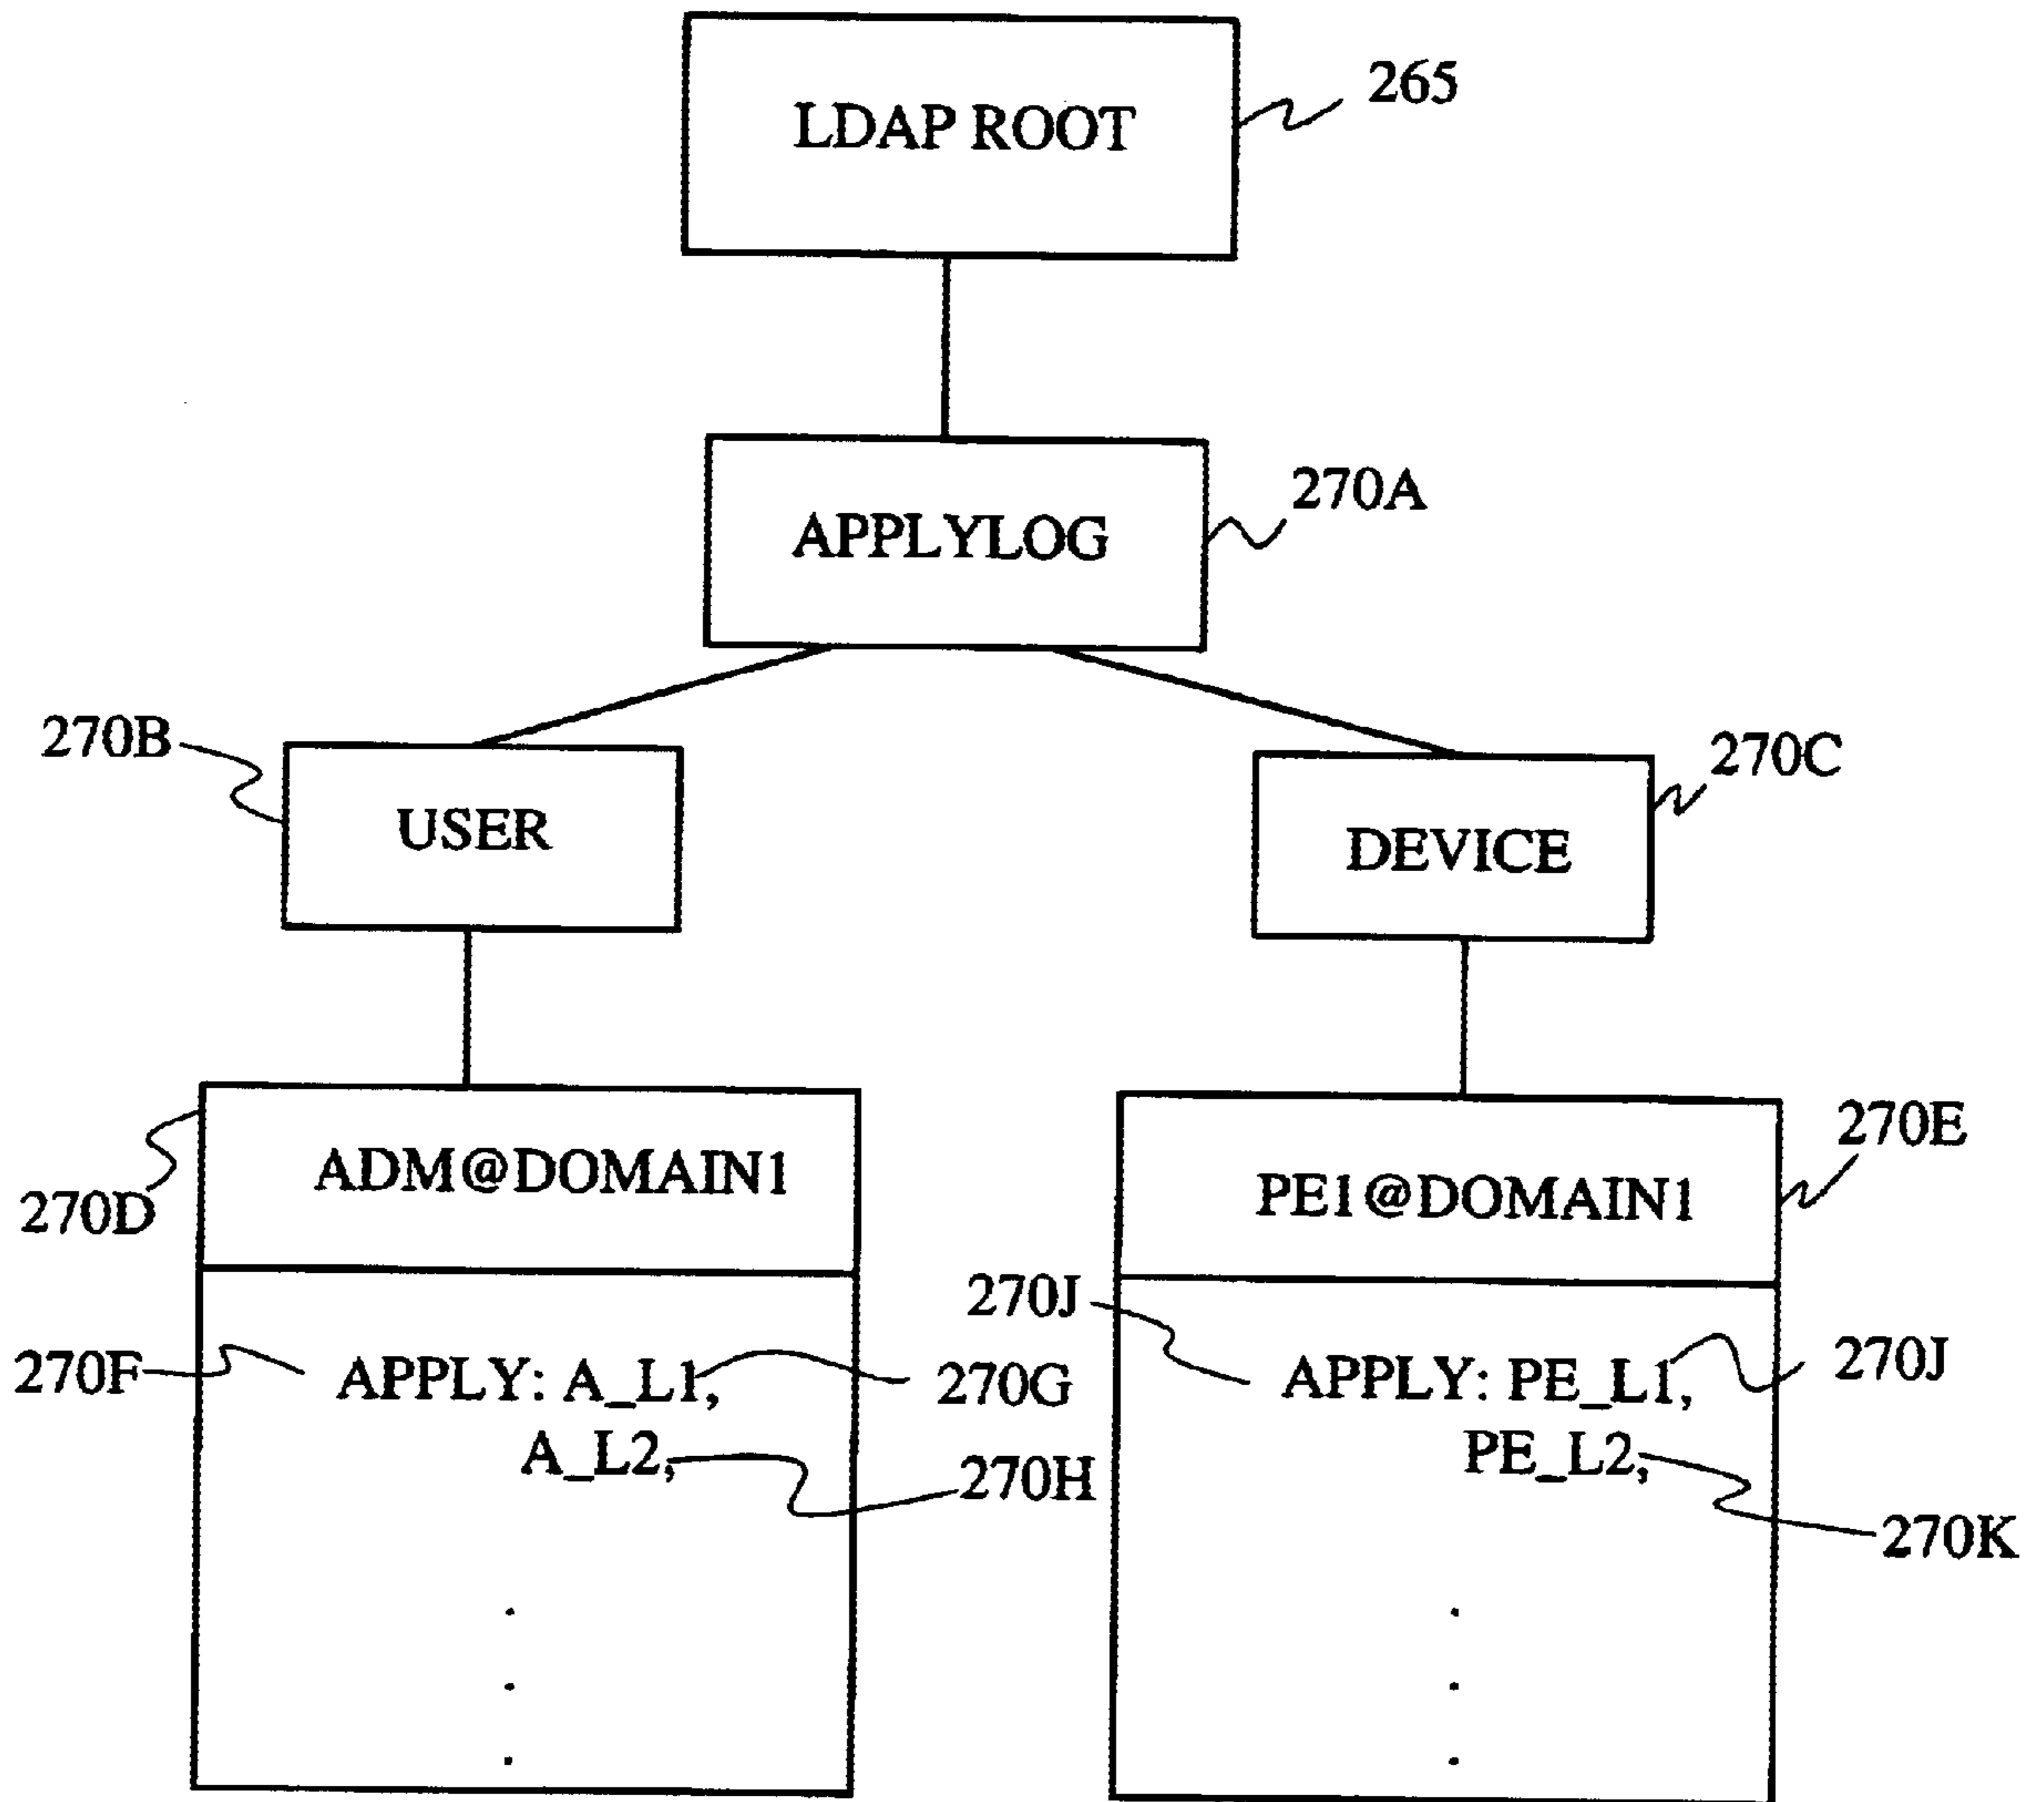 LDAP ROOT
265
APPLYLOG
270A
270B
USER
DEVICE
270C
270D
ADM@DOMAIN1
PE1@DOMAIN1
270E
270F
APPLY: A_L1,
270G
A_L2,
270H
270J
APPLY: PE_L1,
270J
PE_L2,
270K
.
.
.
.
.
.